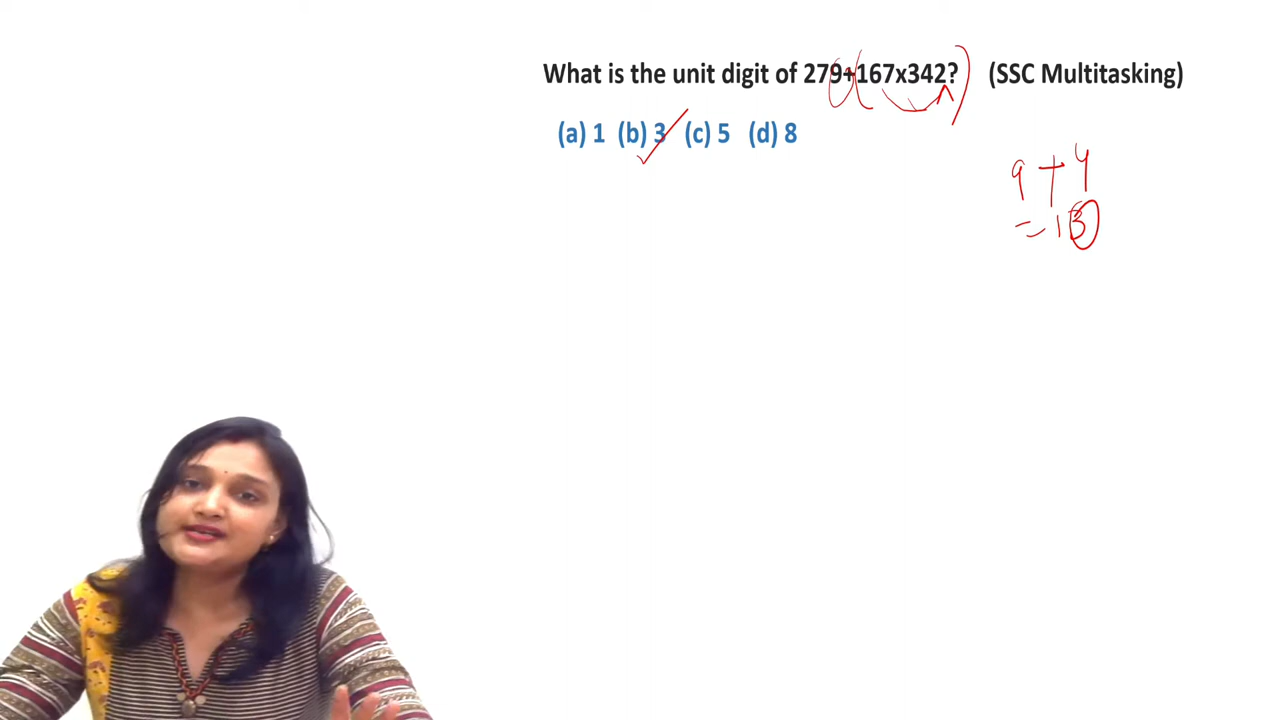 What is the unit digit of 279+167x342? (SSC Multitasking)
(a) 1 (b) 3 (c) 5 (d) 8
9 + 4
= 13